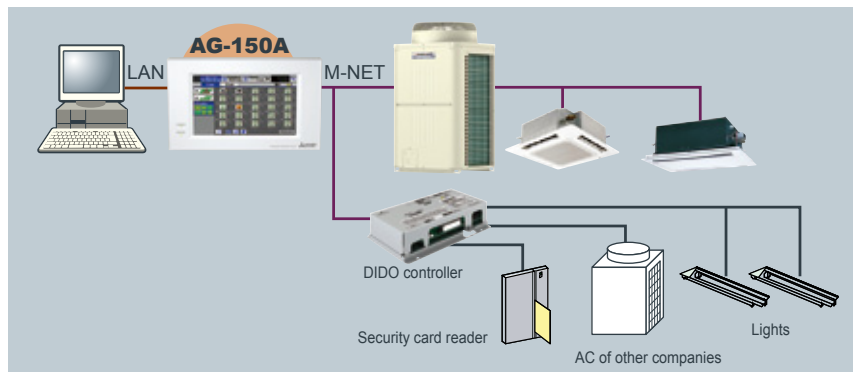 AG-150A
LAN
M-NET
DIDO controller
Security card reader
AC of other companies
Lights